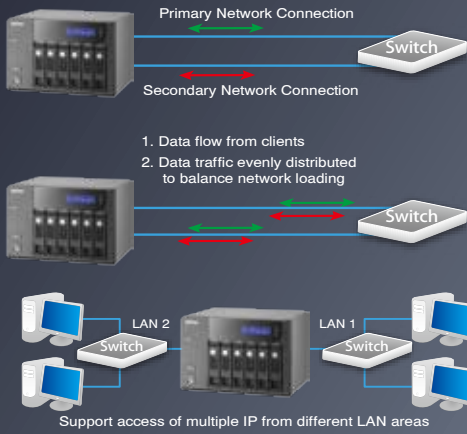 Primary Network Connection
Switch
Secondary Network Connection
1. Data flow from clients
2. Data traffic evenly distributed
to balance network loading
Switch
LAN 2
LAN 1
Switch
Switch
Support access of multiple IP from different LAN areas